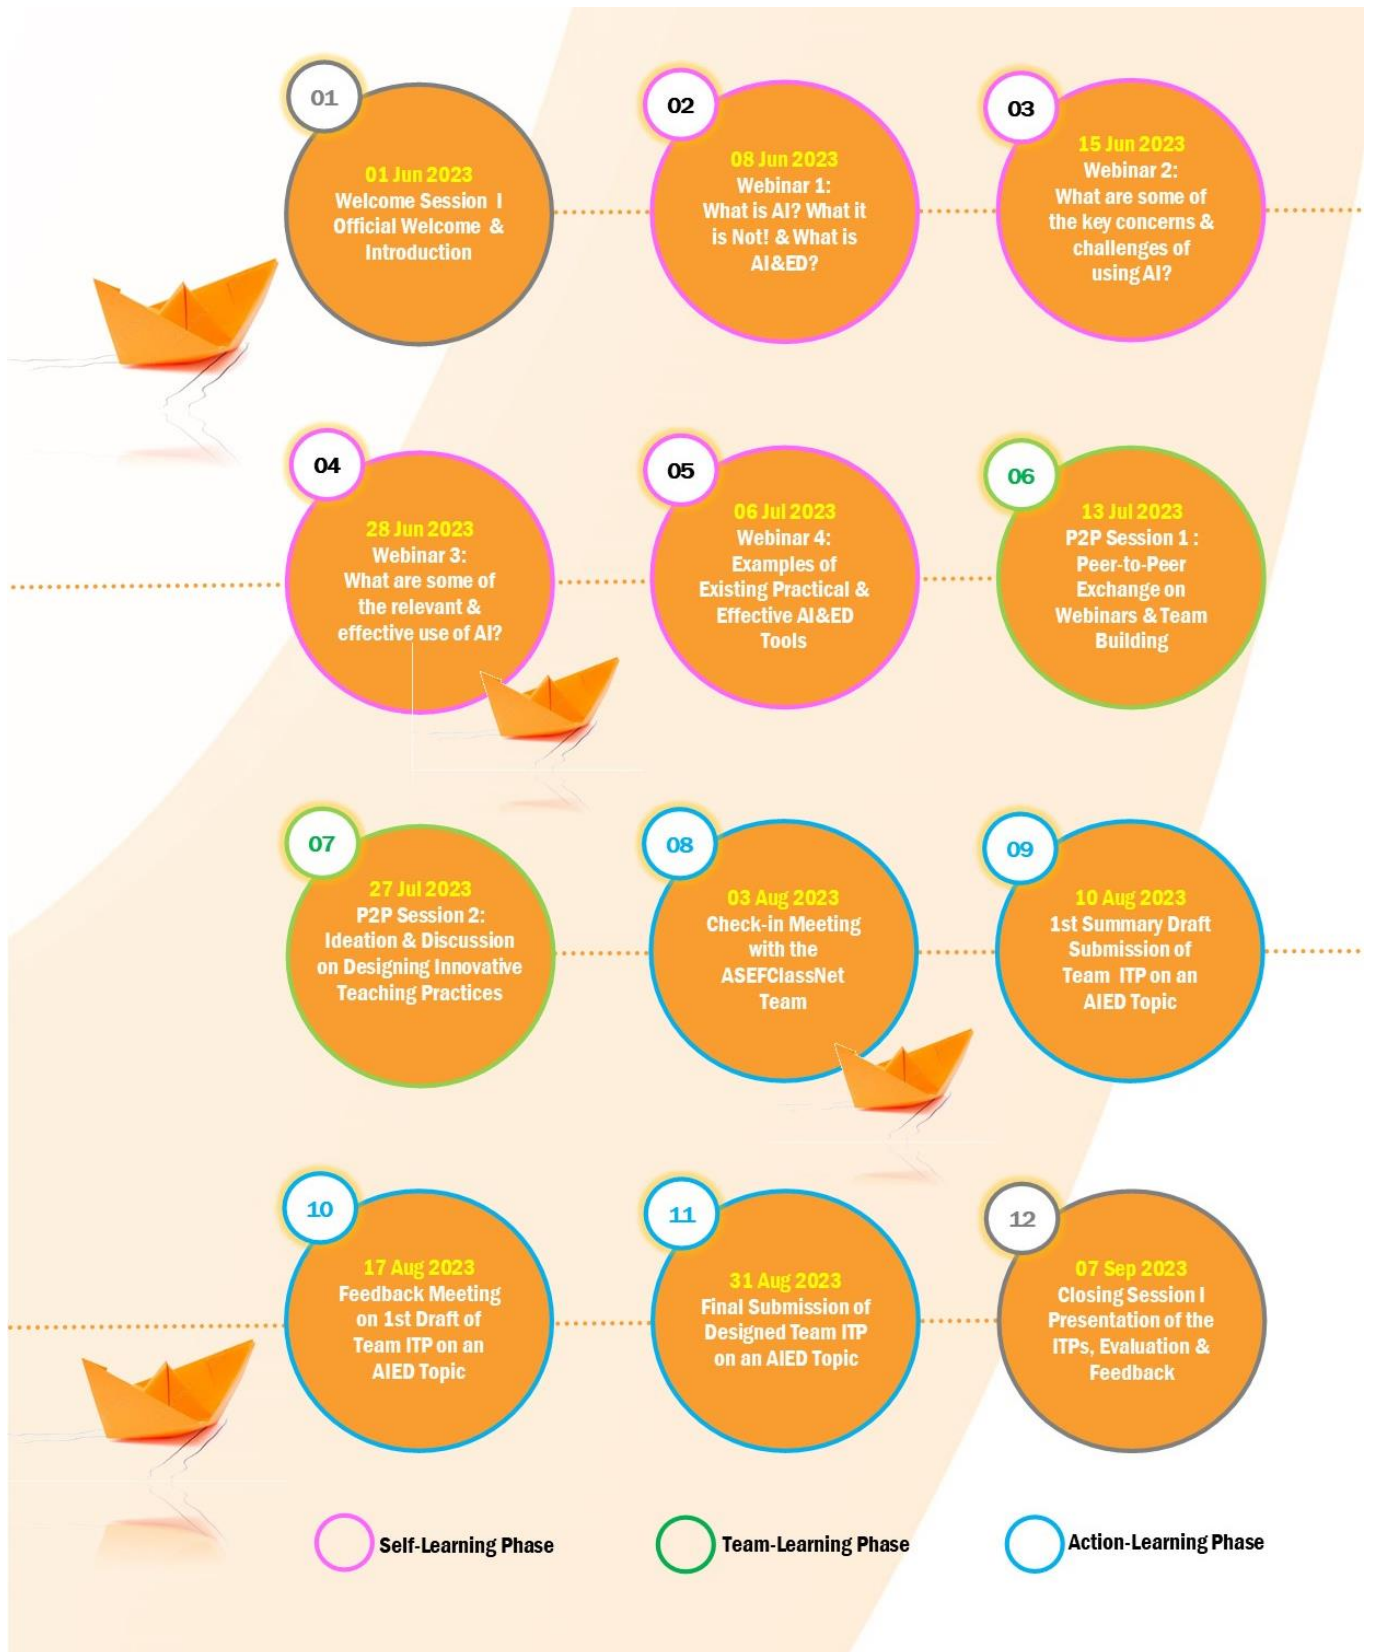 01
01 Jun 2023
Welcome Session I
Official Welcome &
Introduction
02
08 Jun 2023
Webinar 1:
What is AI? What it
is Not! & What is
AI&ED?
03
15 Jun 2023
Webinar 2:
What are some of
the key concerns &
challenges of
using AI?
04
28 Jun 2023
Webinar 3:
What are some of
the relevant &
effective use of AI?
05
06 Jul 2023
Webinar 4:
Examples of
Existing Practical &
Effective AI&ED
Tools
06
13 Jul 2023
P2P Session 1 :
Peer-to-Peer
Exchange on
Webinars & Team
Building
07
27 Jul 2023
P2P Session 2:
Ideation & Discussion
on Designing Innovative
Teaching Practices
08
03 Aug 2023
Check-in Meeting
with the
ASEFClassNet
Team
09
10 Aug 2023
1st Summary Draft
Submission of
Team ITP on an
AIED Topic
10
17 Aug 2023
Feedback Meeting
on 1st Draft of
Team ITP on an
AIED Topic
11
31 Aug 2023
Final Submission of
Designed Team ITP
on an AIED Topic
12
07 Sep 2023
Closing Session I
Presentation of the
ITPs, Evaluation &
Feedback
Self-Learning Phase
Team-Learning Phase
Action-Learning Phase